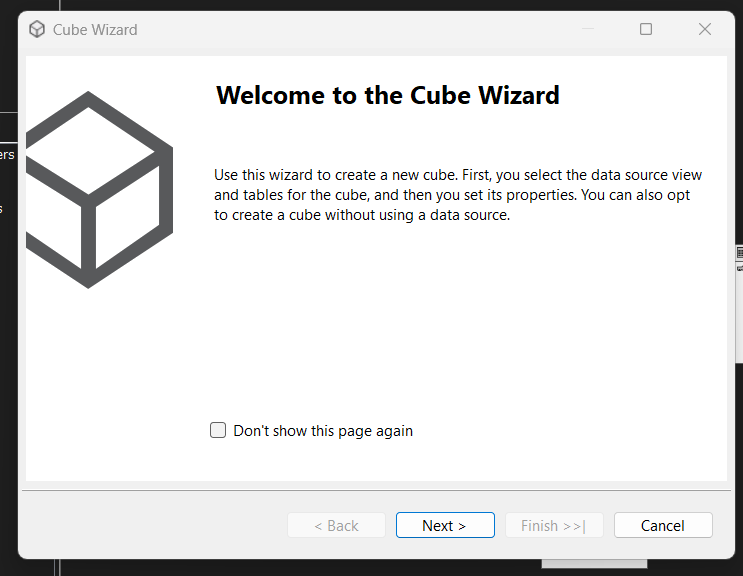 Cube Wizard
Welcome to the Cube Wizard
Use this wizard to create a new cube. First, you select the data source view
and tables for the cube, and then you set its properties. You can also opt
to create a cube without using a data source.
ers
s
Don't show this page again
< Back
Next >
Finish >>|
Cancel